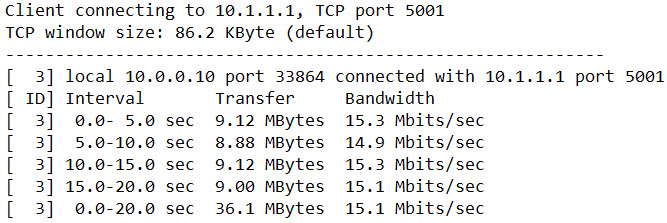 Client connecting to 10.1.1.1, TCP port 5001
TCP window size: 86.2 KByte (default)
------------------------------------------------------------
[  3] local 10.0.0.10 port 33864 connected with 10.1.1.1 port 5001
[ ID] Interval       Transfer     Bandwidth
[  3]  0.0- 5.0 sec  9.12 MBytes  15.3 Mbits/sec
[  3]  5.0-10.0 sec  8.88 MBytes  14.9 Mbits/sec
[  3] 10.0-15.0 sec  9.12 MBytes  15.3 Mbits/sec
[  3] 15.0-20.0 sec  9.00 MBytes  15.1 Mbits/sec
[  3]  0.0-20.0 sec  36.1 MBytes  15.1 Mbits/sec